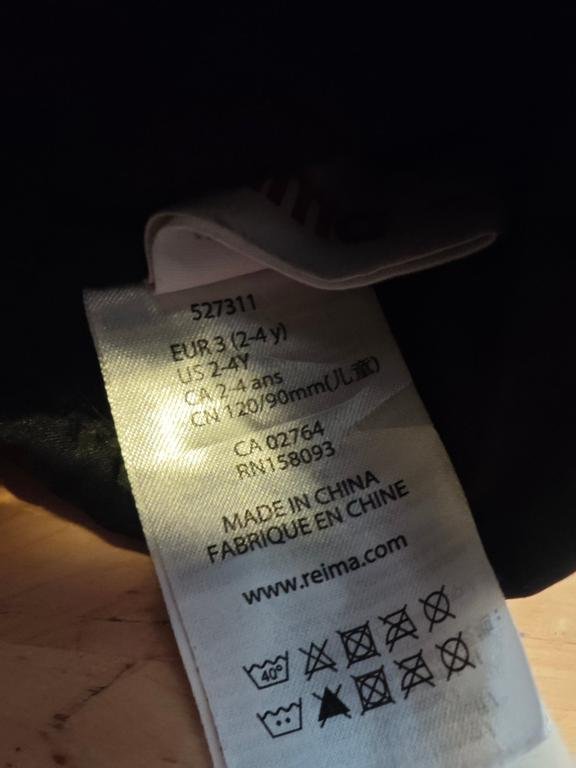 527311
EUR 3 (2-4 y)
US 2-4Y
CA 2-4 ans
CN 120/90mm(儿童)
CA 02764
RN158093
MADE IN CHINA
FABRIQUE EN CHINE
www.reima.com
40°